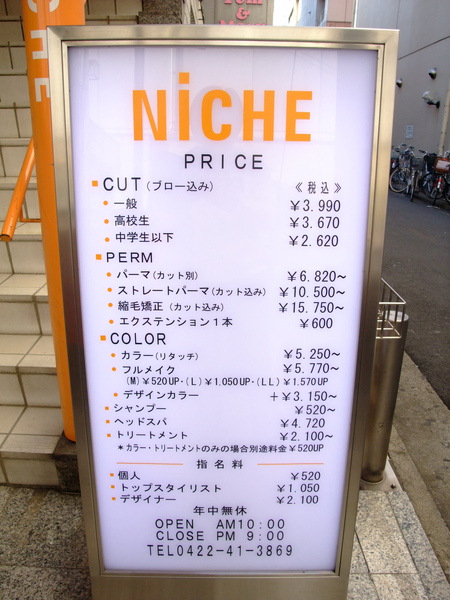 CHE
NiCHE
PRICE
CUT(ブロー込み) 《税込》
一般 ¥3.990
高校生 ¥3.670
中学生以下 ¥2.620
PERM
パーマ(カット別) ¥6.820~
ストレートパーマ(カット込み) ¥10.500~
縮毛矯正(カット込み) ¥15.750~
エクステンション1本 ¥600
COLOR
カラー(リタッチ) ¥5.250~
フルメイク ¥5.770~
(M)¥520UP・(L)¥1.050UP・(LL)¥1.570UP
デザインカラー +¥3.150~
シャンプー ¥520~
ヘッドスパ ¥4.720
トリートメント ¥2.100~
*カラー・トリートメントのみの場合別途料金¥520UP
指名料
個人 ¥520
トップスタイリスト ¥1.050
デザイナー ¥2.100
年中無休
OPEN AM10:00
CLOSE PM 9:00
TEL0422-41-3869